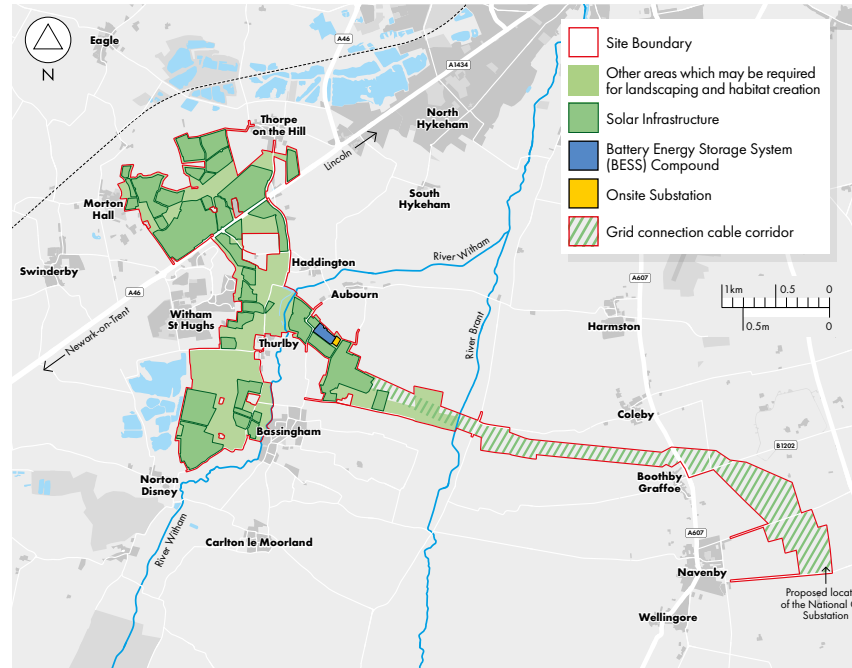 Eagle
A46
A1434
N
Thorpe
on the Hill
North
Hykeham
Lincoln
Morton
Hall
South
Hykeham
Swinderby
Haddington
River Witham
A46
Aubourn
Witham
St Hughs
Newark-on-Trent
Thurlby
River Brant
Harmston
A607
Coleby
Bassingham
B1202
Norton
Disney
Boothby
Graffoe
River Witham
Carlton le Moorland
A607
Navenby
Wellingore
Proposed locat
of the National G
Substation
Site Boundary
Other areas which may be required
for landscaping and habitat creation
Solar Infrastructure
Battery Energy Storage System
(BESS) Compound
Onsite Substation
Grid connection cable corridor
1km 0.5 0
0.5m 0